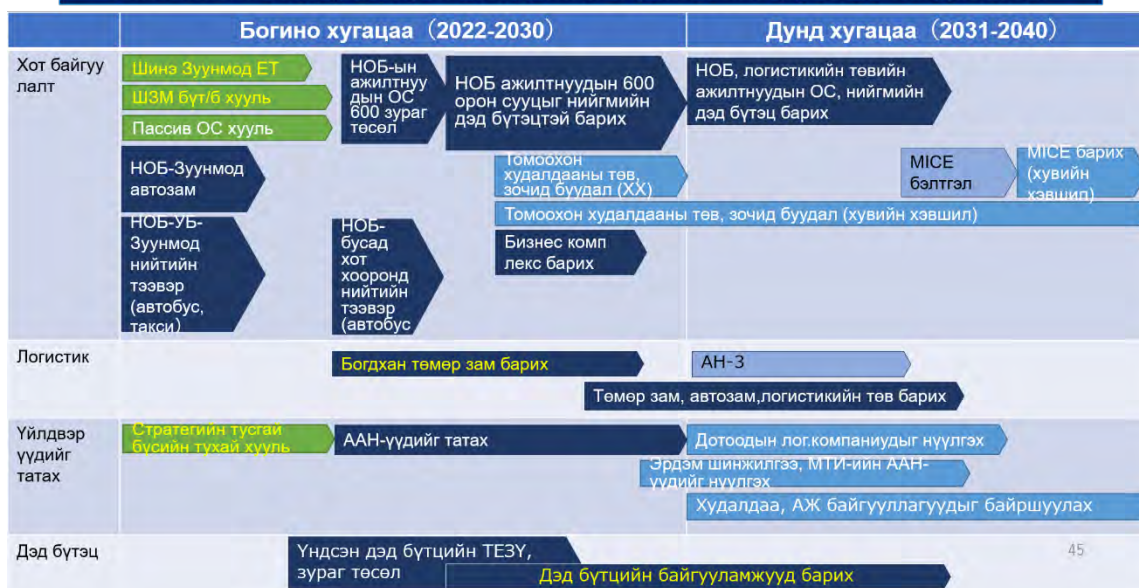 Богино хугацаа (2022-2030)
Дунд хугацаа (2031-2040)
Хот байгуу
лалт
Шинэ Зуунмод ЕТ
ШЗМ бүт/б хууль
Пассив ОС хууль
НОБ-ын
ажилтнуу
дын ОС
600 зураг
төсөл
НОБ ажилтнуудын 600
орон сууцыг нийгмийн
дэд бүтэцтэй барих
НОБ, логистикийн төвийн
ажилтнуудын ОС, нийгмийн
дэд бүтэц барих
НОБ-Зуунмод
автозам
Томоохон
худалдааны төв,
зочид буудал (ХХ)
MICE
бэлтгэл
MICE барих
(хувийн
хэвшил)
Томоохон худалдааны төв, зочид буудал (хувийн хэвшил)
НОБ-УБ-
Зуунмод
нийтийн
тээвэр
(автобус,
такси)
НОБ-
бусад
хот
хооронд
нийтийн
тээвэр
(автобус
Бизнес комп
лекс барих
Логистик
Богдхан төмөр зам барих
АН-3
Төмөр зам, автозам,логистикийн төв барих
Үйлдвэр
үүдийг
татах
Стратегийн тусгай
бүсийн тухай хууль
ААН-үүдийг татах
Дотоодын лог.компаниудыг нүүлгэх
Эрдэм шинжилгээ, МТИ-ийн ААН-
үүдийг нүүлгэх
Худалдаа, АЖ байгууллагуудыг байршуулах
Дэд бүтэц
Үндсэн дэд бүтцийн ТЕЗҮ,
зураг төсөл
Дэд бүтцийн байгууламжууд барих
45